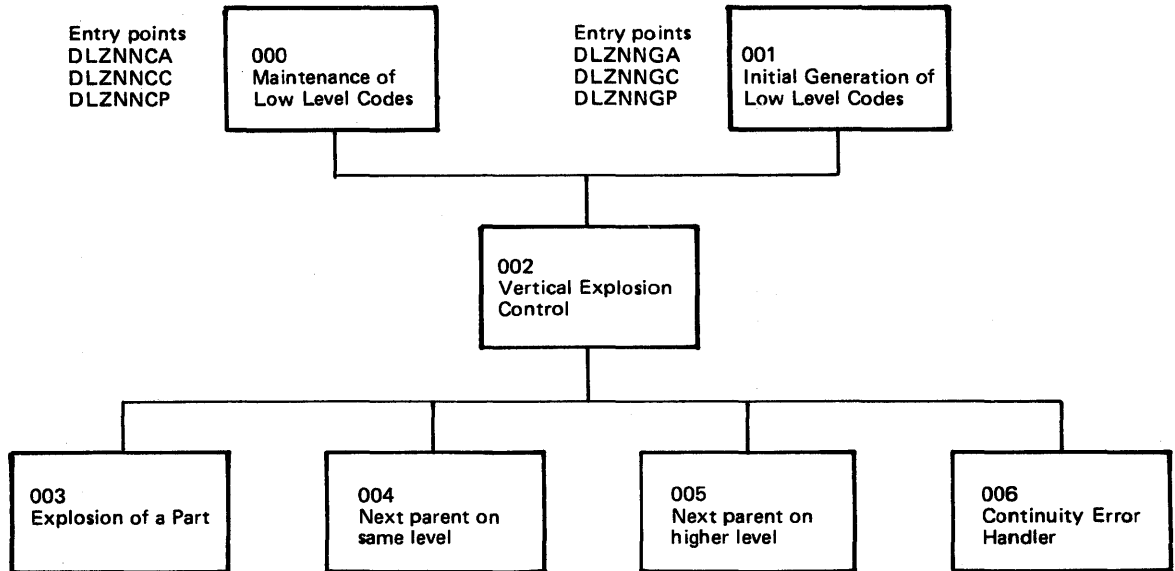 Entry points
DLZNNCA
DLZNNCC
DLZNNCP
000
Maintenance of
Low Level Codes
Entry points
DLZNNGA
DLZNNGC
DLZNNGP
001
Initial Generation of
Low Level Codes
002
Vertical Explosion
Control
003
Explosion of a Part
004
Next parent on
same level
005
Next parent on
higher level
006
Continuity Error
Handler